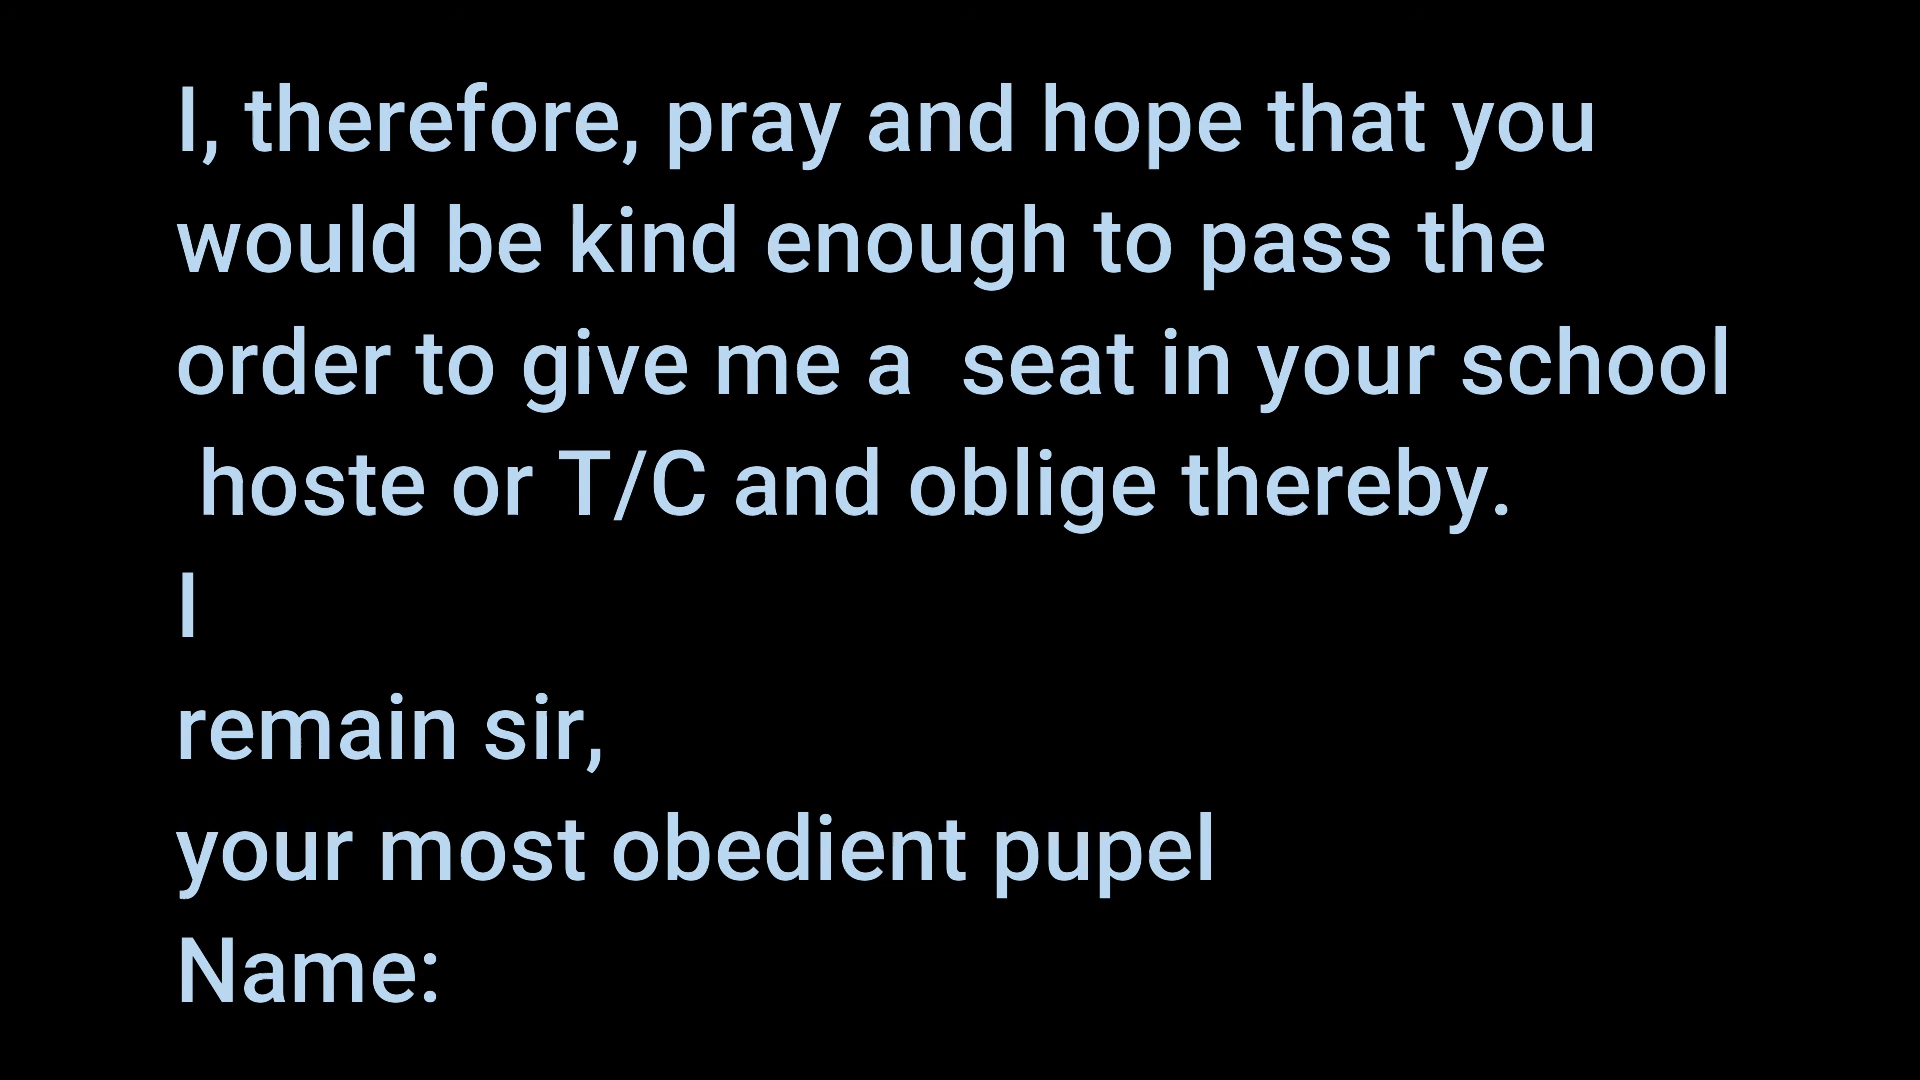 I, therefore, pray and hope that you
would be kind enough to pass the
order to give me a  seat in your school
hoste or T/C and oblige thereby.
I
remain sir,
your most obedient pupel
Name: